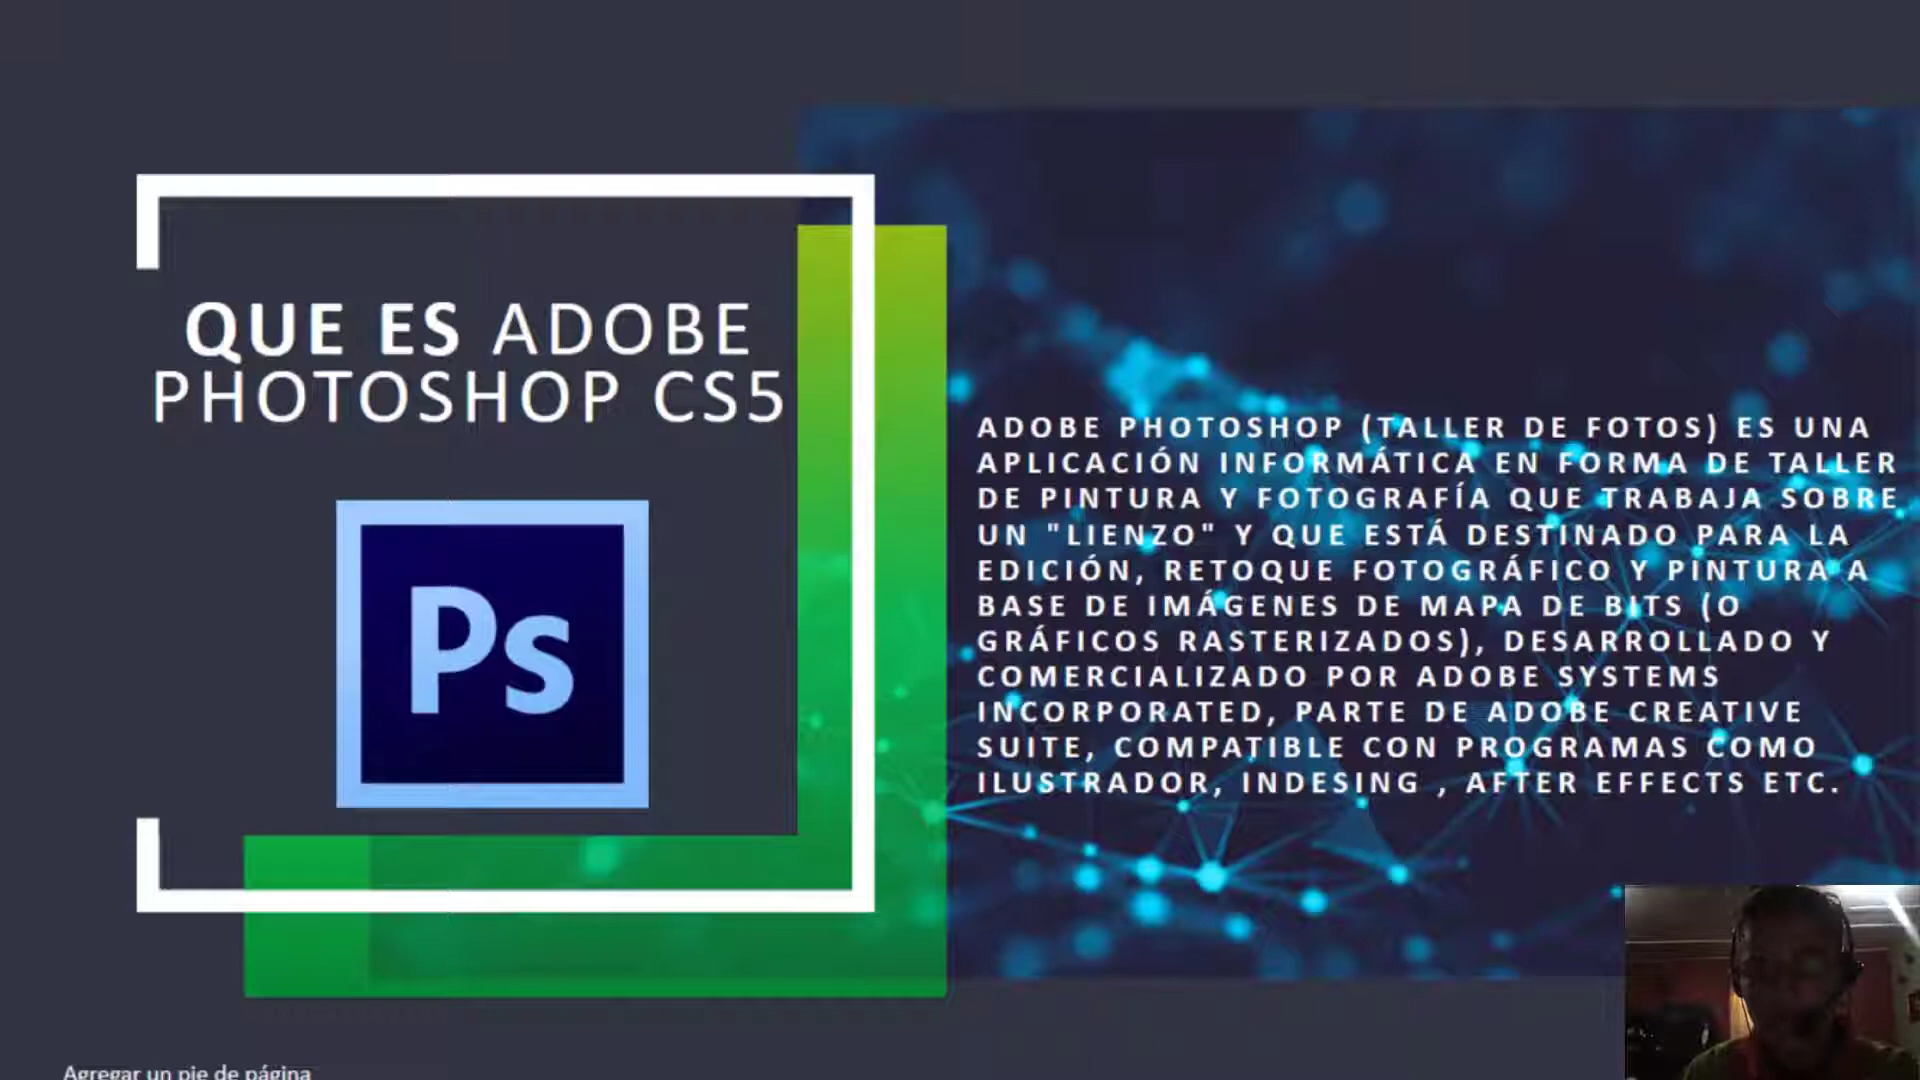 QUE ES ADOBE
PHOTOSHOP CS5
Ps
ADOBE PHOTOSHOP (TALLER DE FOTOS) ES UNA
APLICACIÓN INFORMÁTICA EN FORMA DE TALLER
DE PINTURA Y FOTOGRAFÍA QUE TRABAJA SOBRE
UN "LIENZO" Y QUE ESTÁ DESTINADO PARA LA
EDICIÓN, RETOQUE FOTOGRÁFICO Y PINTURA A
BASE DE IMÁGENES DE MAPA DE BITS (O
GRÁFICOS RASTERIZADOS), DESARROLLADO Y
COMERCIALIZADO POR ADOBE SYSTEMS
INCORPORATED, PARTE DE ADOBE CREATIVE
SUITE, COMPATIBLE CON PROGRAMAS COMO
ILUSTRADOR, INDESING , AFTER EFFECTS ETC.
Agregar un pie de página